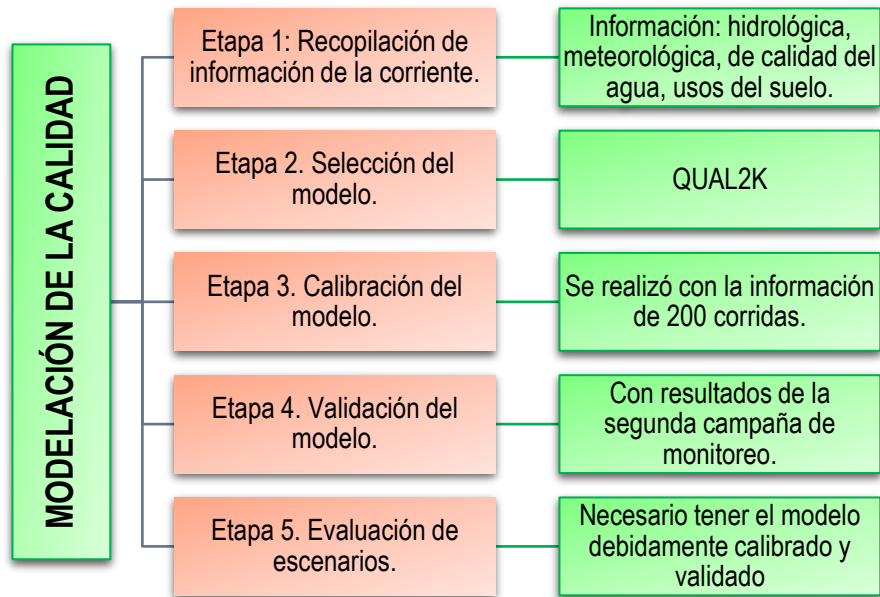 MODELACIÓN DE LA CALIDAD
Etapa 1: Recopilación de
información de la corriente.
Información: hidrológica,
meteorológica, de calidad del
agua, usos del suelo.
Etapa 2. Selección del
modelo.
QUAL2K
Etapa 3. Calibración del
modelo.
Se realizó con la información
de 200 corridas.
Etapa 4. Validación del
modelo.
Con resultados de la
segunda campaña de
monitoreo.
Etapa 5. Evaluación de
escenarios.
Necesario tener el modelo
debidamente calibrado y
validado